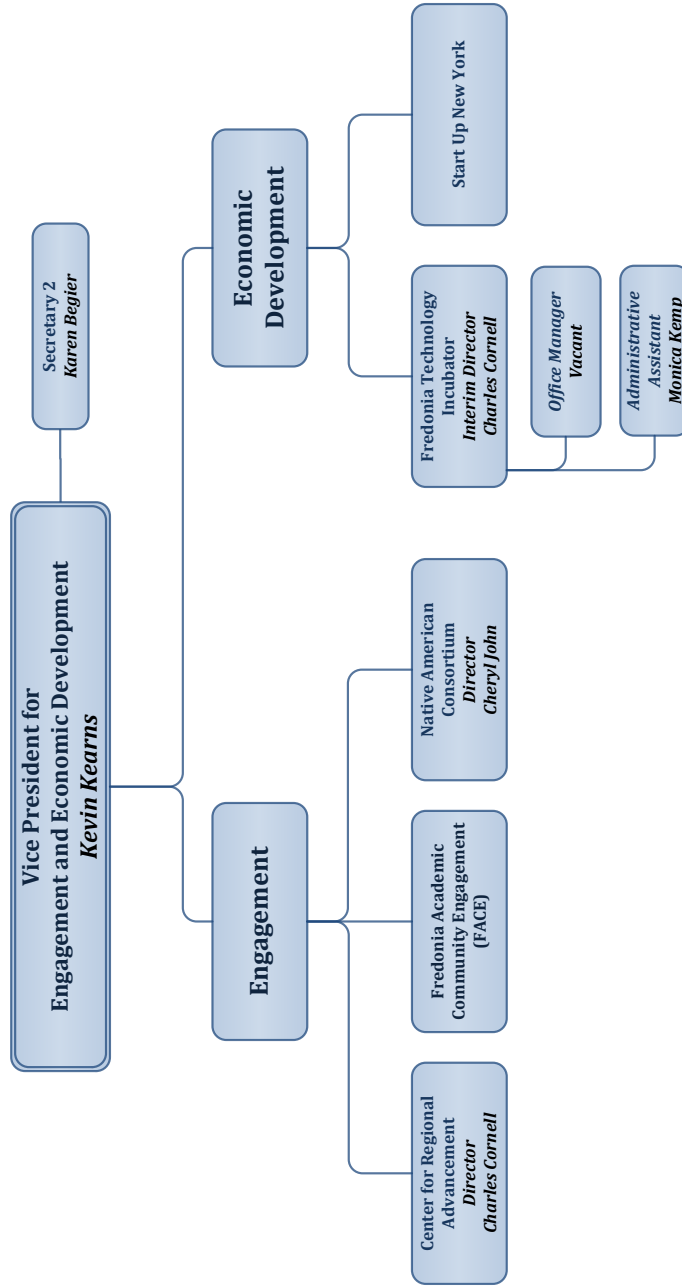 Vice President for
Engagement and Economic Development
Kevin Kearns
Secretary 2
Karen Begier
Engagement
Economic
Development
Center for Regional
Advancement
Director
Charles Cornell
Fredonia Academic
Community Engagement
(FACE)
Native American
Consortium
Director
Cheryl John
Fredonia Technology
Incubator
Interim Director
Charles Cornell
Start Up New York
Office Manager
Vacant
Administrative
Assistant
Monica Kemp